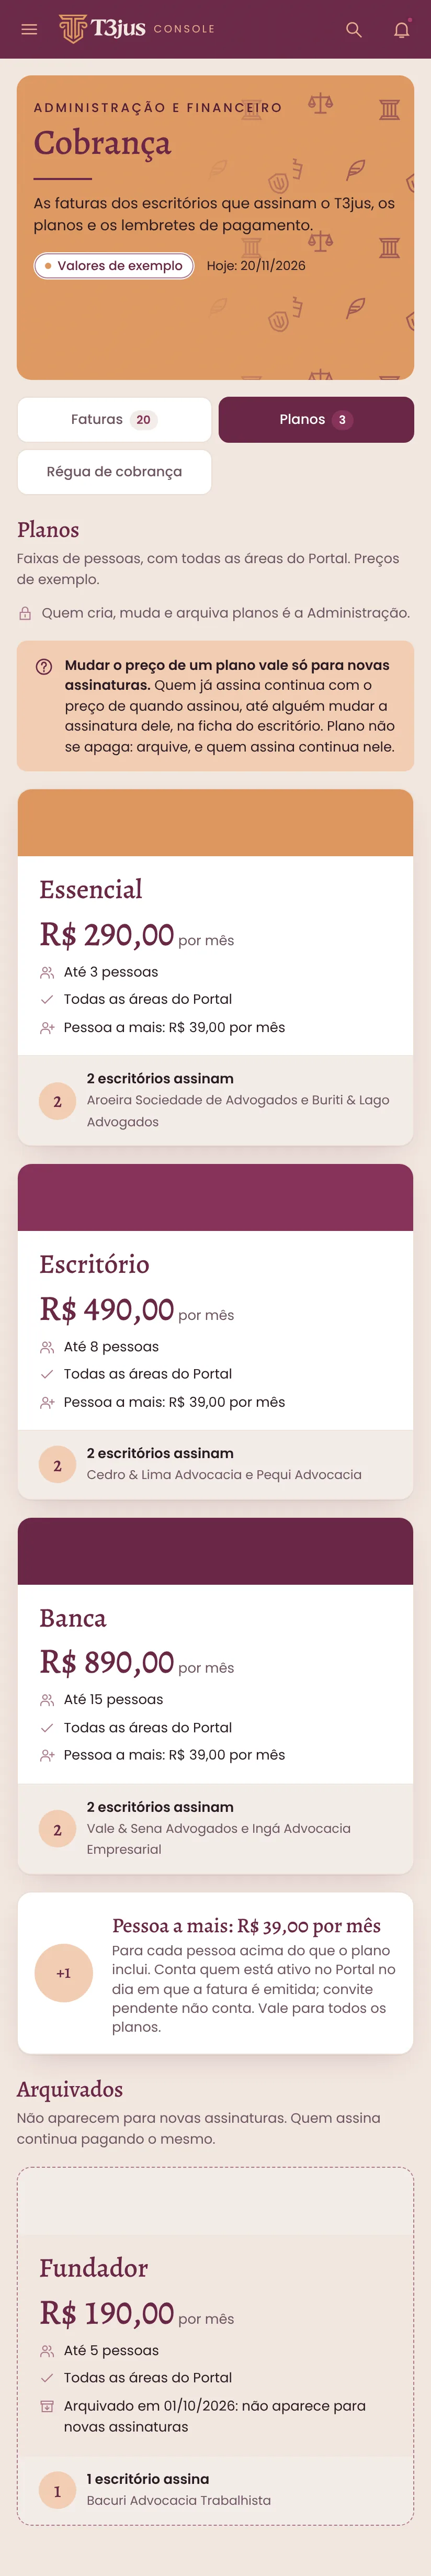 T3jus CONSOLE
ADMINISTRAÇÃO E FINANCEIRO
Cobrança
As faturas dos escritórios que assinam o T3jus, os
planos e os lembretes de pagamento.
Valores de exemplo Hoje: 20/11/2026
Faturas 20 Planos 3
Régua de cobrança
Planos
Faixas de pessoas, com todas as áreas do Portal. Preços
de exemplo.
Quem cria, muda e arquiva planos é a Administração.
Mudar o preço de um plano vale só para novas
assinaturas. Quem já assina continua com o
preço de quando assinou, até alguém mudar a
assinatura dele, na ficha do escritório. Plano não
se apaga: arquive, e quem assina continua nele.
Essencial
R$ 290,00 por mês
Até 3 pessoas
Todas as áreas do Portal
Pessoa a mais: R$ 39,00 por mês
2 escritórios assinam
2
Aroeira Sociedade de Advogados e Buriti & Lago
Advogados
Escritório
R$ 490,00 por mês
Até 8 pessoas
Todas as áreas do Portal
Pessoa a mais: R$ 39,00 por mês
2 escritórios assinam
2
Cedro & Lima Advocacia e Pequi Advocacia
Banca
R$ 890,00 por mês
Até 15 pessoas
Todas as áreas do Portal
Pessoa a mais: R$ 39,00 por mês
2 escritórios assinam
2
Vale & Sena Advogados e Ingá Advocacia
Empresarial
Pessoa a mais: R$ 39,00 por mês
Para cada pessoa acima do que o plano
inclui. Conta quem está ativo no Portal no
+1
dia em que a fatura é emitida; convite
pendente não conta. Vale para todos os
planos.
Arquivados
Não aparecem para novas assinaturas. Quem assina
continua pagando o mesmo.
Fundador
R$ 190,00 por mês
Até 5 pessoas
Todas as áreas do Portal
Arquivado em 01/10/2026: não aparece para
novas assinaturas
1 escritório assina
1
Bacuri Advocacia Trabalhista